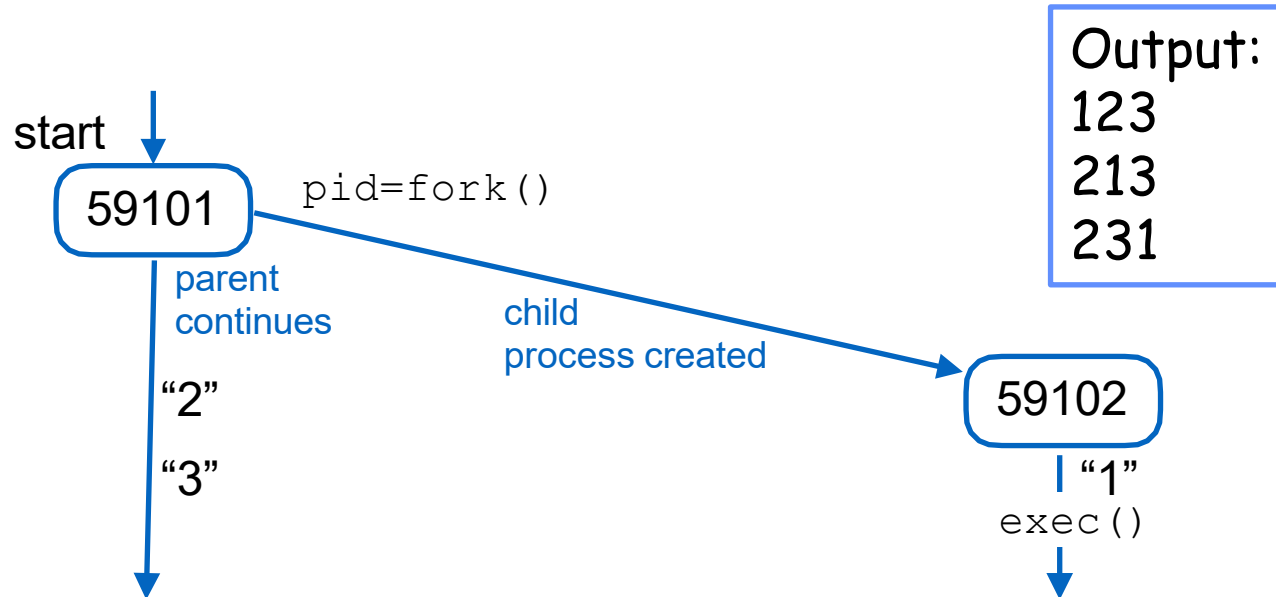 Output:
123
213
231
start
59101
pid=fork()
parent
continues
child
process created
“2”
59102
“3”
“1”
exec()